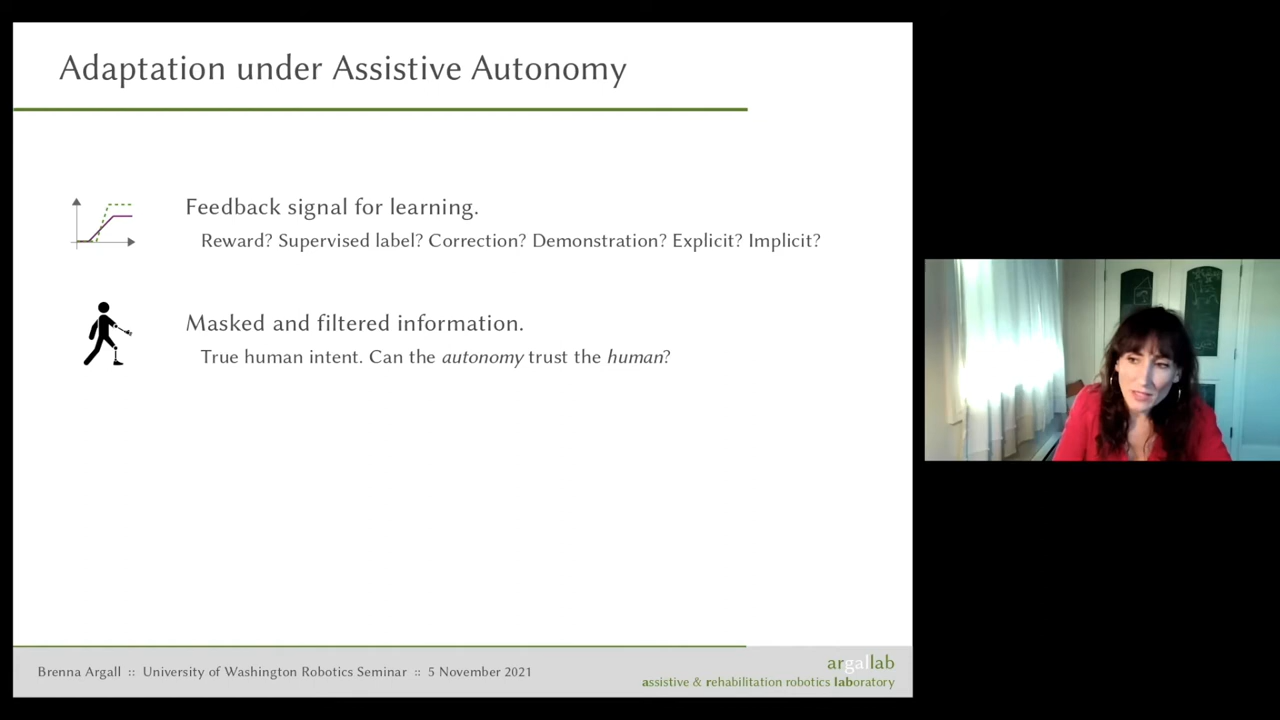 Adaptation under Assistive Autonomy
Feedback signal for learning.
Reward? Supervised label? Correction? Demonstration? Explicit? Implicit?
Masked and filtered information.
True human intent. Can the autonomy trust the human?
Brenna Argall :: University of Washington Robotics Seminar :: 5 November 2021
argallab
assistive & rehabilitation robotics laboratory